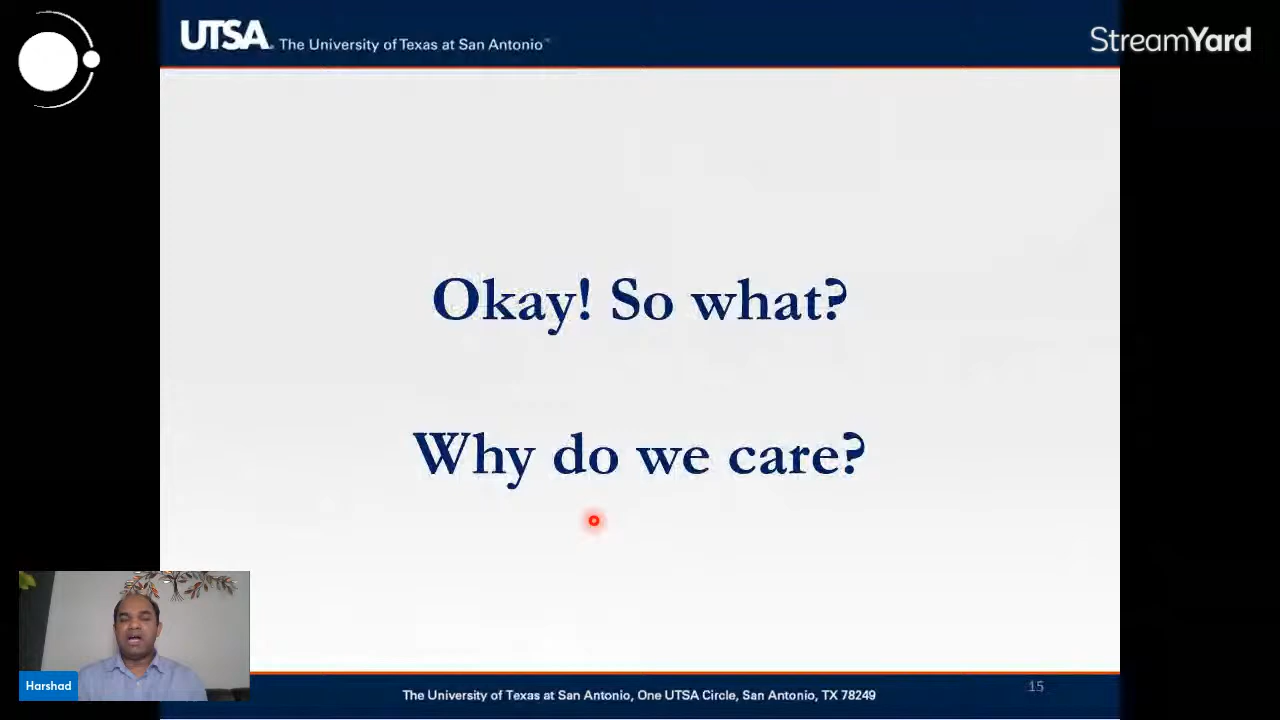 UTSA. The University of Texas at San Antonio™
StreamYard
Okay! So what?
Why do we care?
Harshad
The University of Texas at San Antonio, One UTSA Circle, San Antonio, TX 78249
15